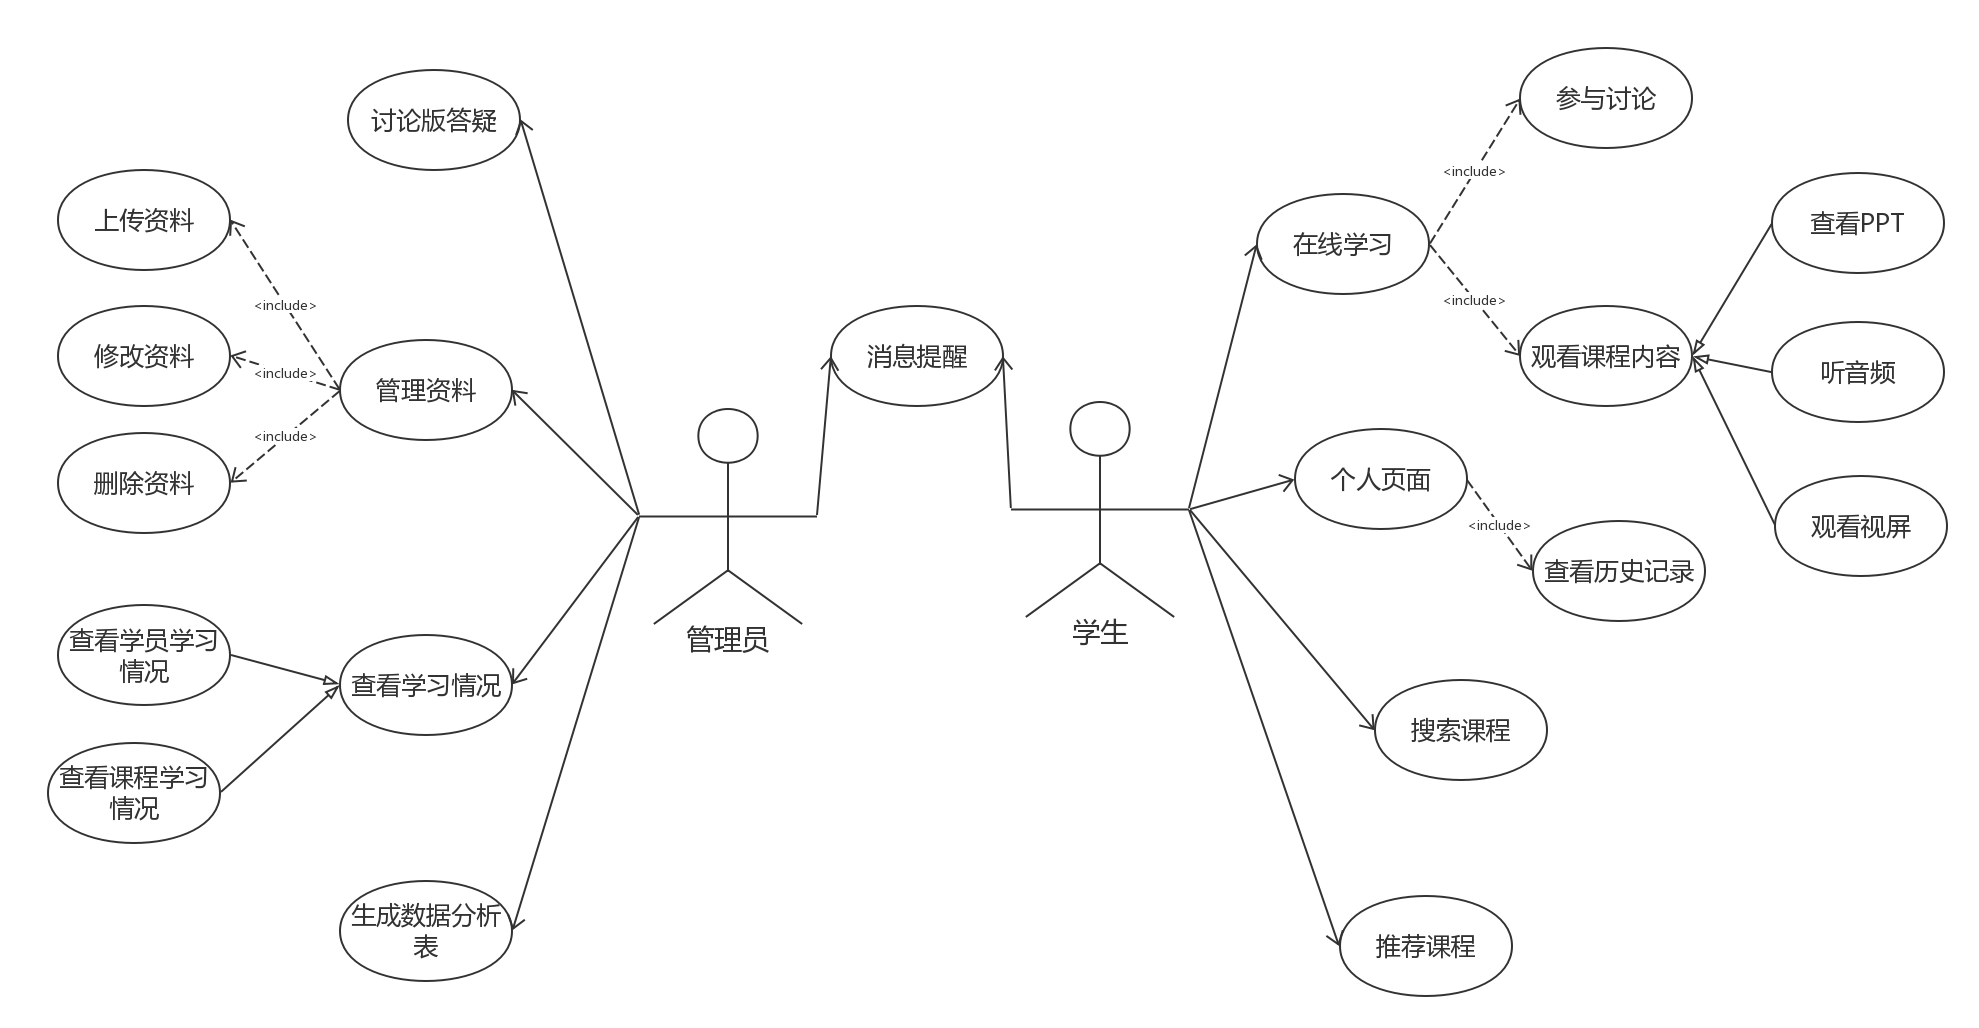 讨论版答疑
上传资料
<include>
修改资料
<include>
管理资料
<include>
删除资料
查看学员学习
情况
查看学习情况
查看课程学习
情况
生成数据分析
表
管理员
消息提醒
学生
参与讨论
<include>
在线学习
<include>
观看课程内容
查看PPT
听音频
观看视屏
个人页面
<include>
查看历史记录
搜索课程
推荐课程